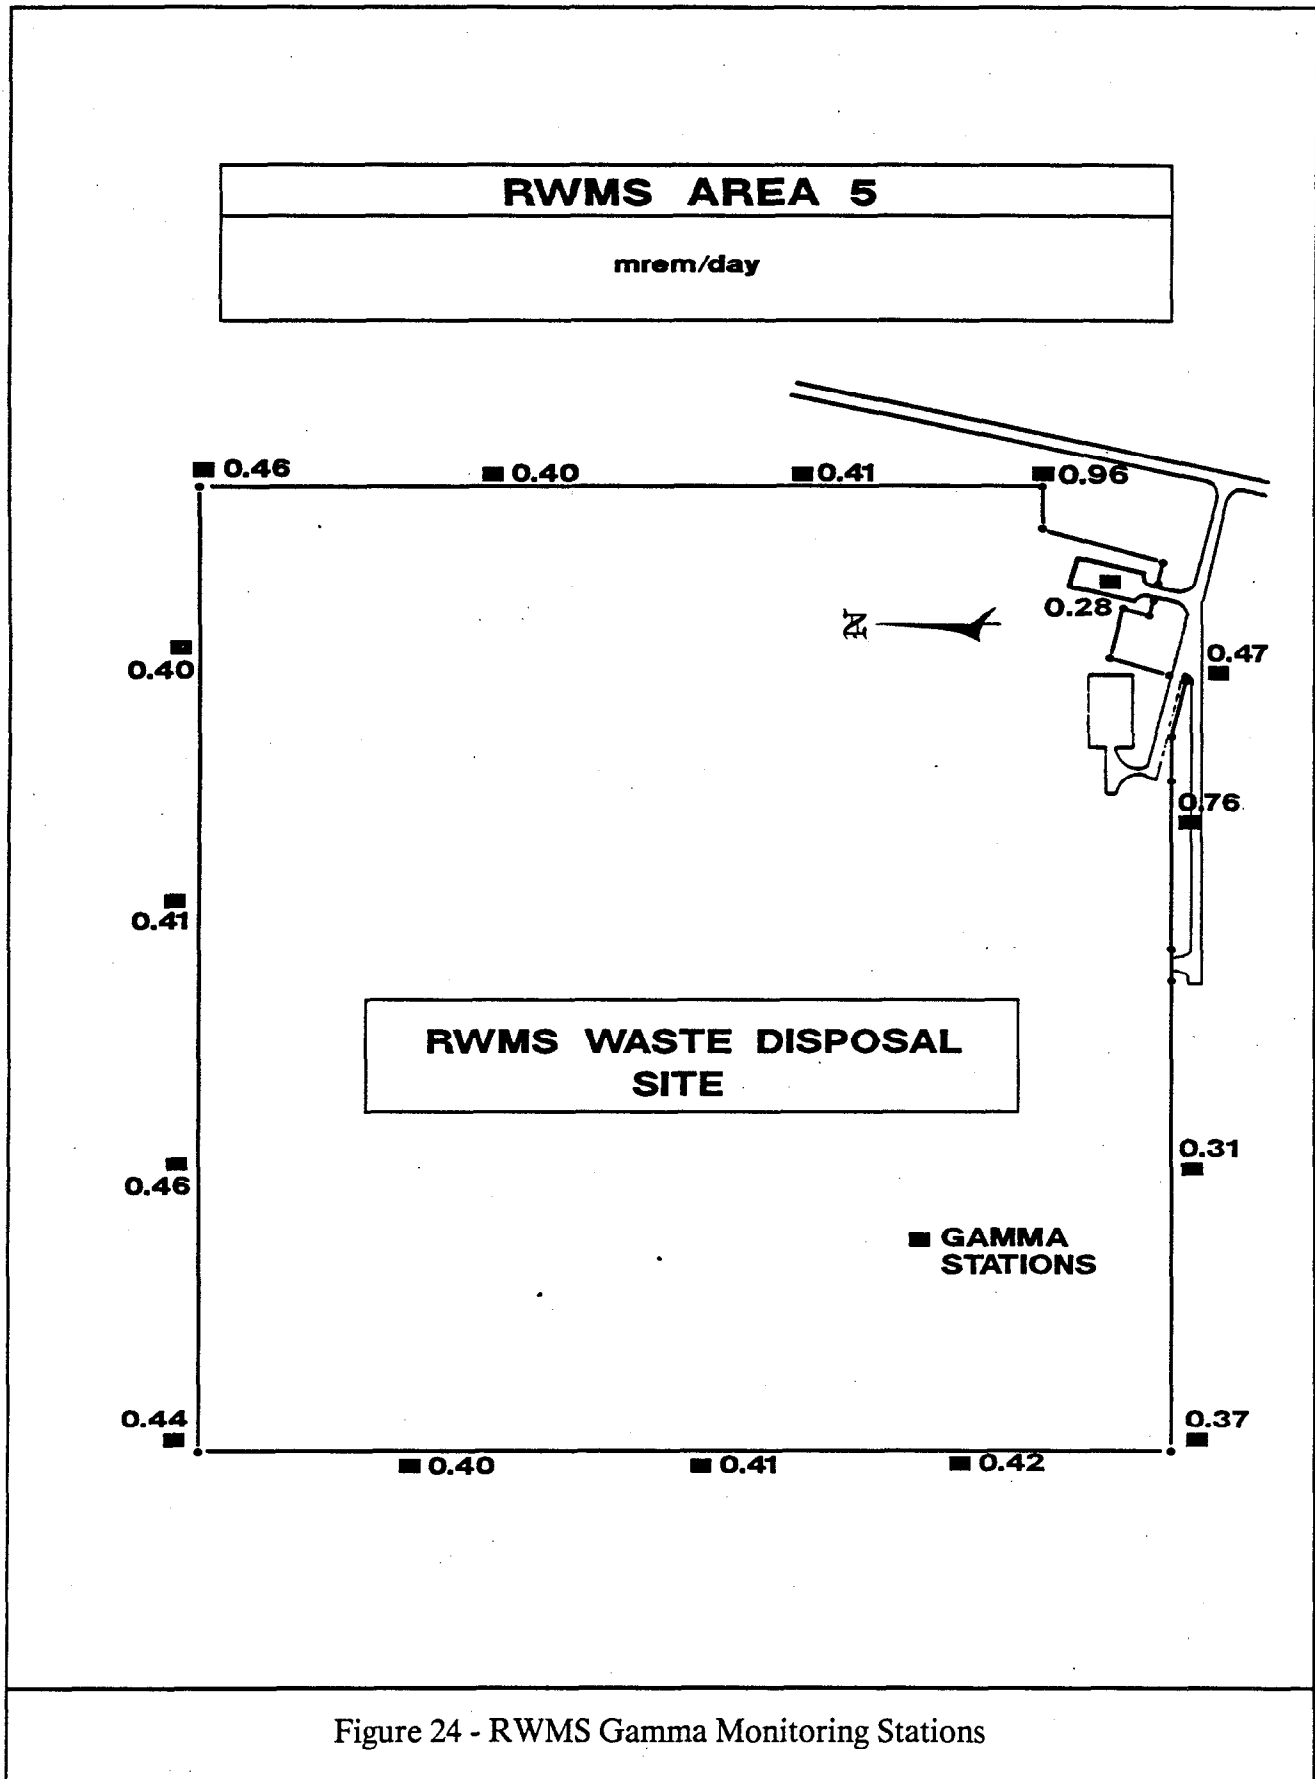 RWMS AREA 5
mrem/day
0.46
0.40
0.41
0.96
0.28
0.40
0.47
0.76
0.41
RWMS WASTE DISPOSAL
SITE
0.31
0.46
GAMMA
STATIONS
0.44
0.37
0.40
0.41
0.42
N
Figure 24 - RWMS Gamma Monitoring Stations